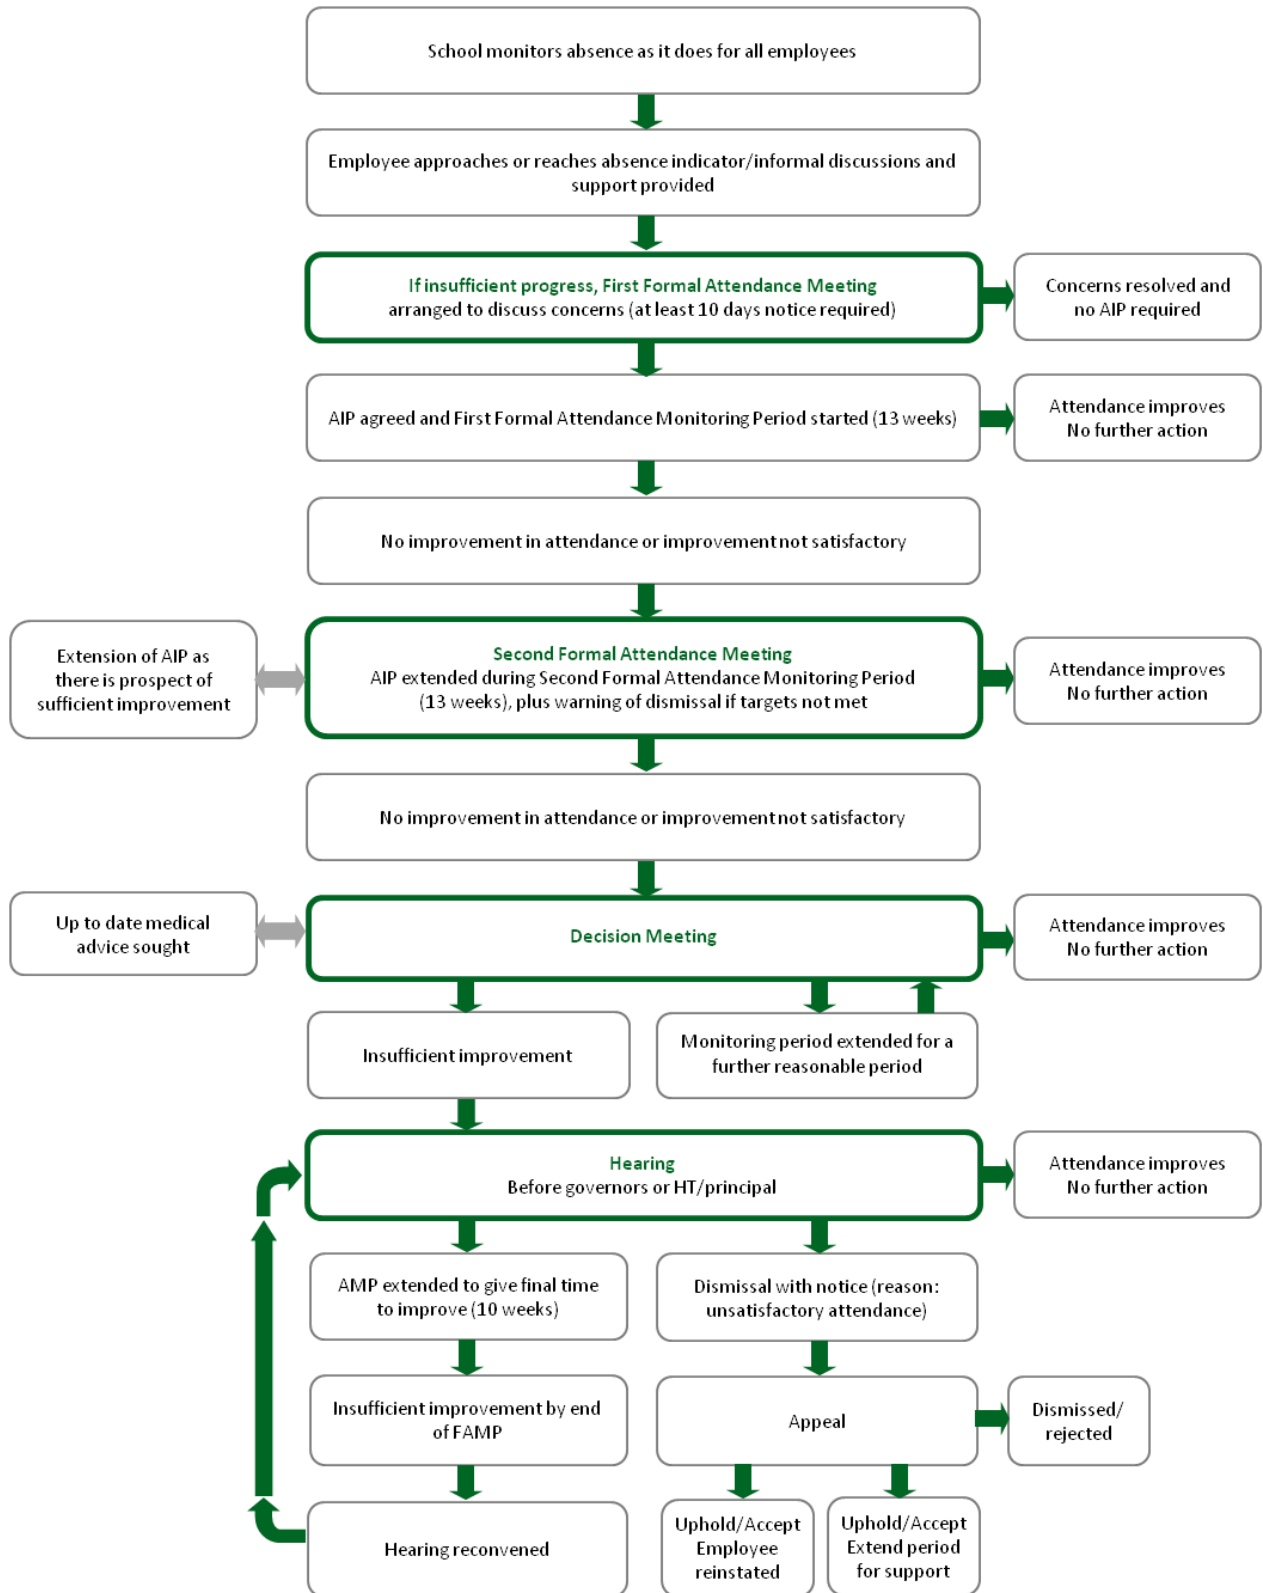 School monitors absence as it does for all employees
Employee approaches or reaches absence indicator/informal discussions and
support provided
If insufficient progress, First Formal Attendance Meeting
arranged to discuss concerns (at least 10 days notice required)
Concerns resolved and
no AIP required
AIP agreed and First Formal Attendance Monitoring Period started (13 weeks)
Attendance improves
No further action
No improvement in attendance or improvement not satisfactory
Extension of AIP as
there is prospect of
sufficient improvement
Second Formal Attendance Meeting
AIP extended during Second Formal Attendance Monitoring Period
(13 weeks), plus warning of dismissal if targets not met
Attendance improves
No further action
No improvement in attendance or improvement not satisfactory
Up to date medical
advice sought
Decision Meeting
Attendance improves
No further action
Insufficient improvement
Monitoring period extended for a
further reasonable period
Hearing
Before governors or HT/principal
Attendance improves
No further action
AMP extended to give final time
to improve (10 weeks)
Dismissal with notice (reason:
unsatisfactory attendance)
Insufficient improvement by end
of FAMP
Appeal
Dismissed/
rejected
Hearing reconvened
Uphold/Accept
Employee
reinstated
Uphold/Accept
Extend period
for support